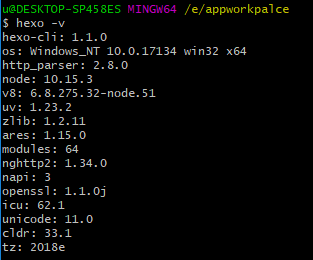 u@DESKTOP-SP458ES MINGW64 /e/appworkpalce
$ hexo -v
hexo-cli: 1.1.0
os: Windows_NT 10.0.17134 win32 x64
http_parser: 2.8.0
node: 10.15.3
v8: 6.8.275.32-node.51
uv: 1.23.2
zlib: 1.2.11
ares: 1.15.0
modules: 64
nghttp2: 1.34.0
napi: 3
openssl: 1.1.0j
icu: 62.1
unicode: 11.0
cldr: 33.1
tz: 2018e